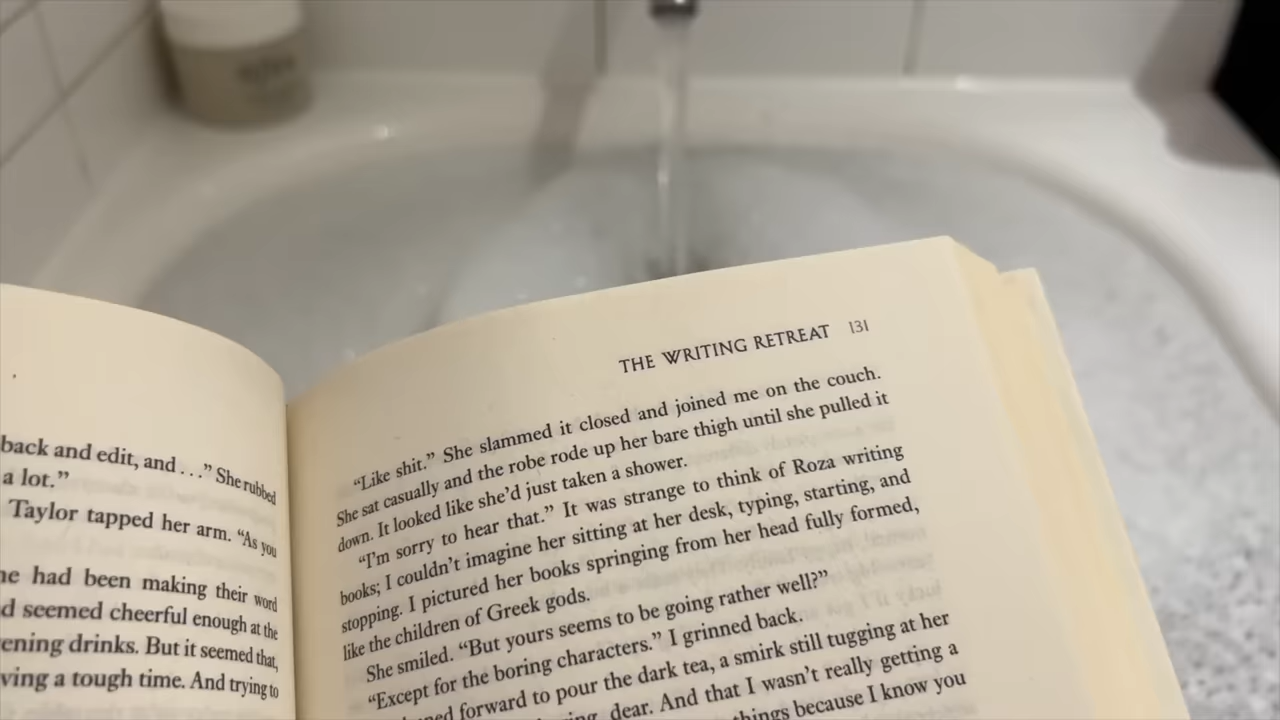 back and edit, and . . .” She rubbed
a lot.”
Taylor tapped her arm. “As you
had been making their word
seemed cheerful enough at the
drinks. But it seemed that,
a tough time. And trying to
THE WRITING RETREAT 131
“Like shit.” She slammed it closed and joined me on the couch.
She sat casually and the robe rode up her bare thigh until she pulled it
down. It looked like she’d just taken a shower.
“I’m sorry to hear that.” It was strange to think of Roza writing
books; I couldn’t imagine her sitting at her desk, typing, starting, and
stopping. I pictured her books springing from her head fully formed,
like the children of Greek gods.
She smiled. “But yours seems to be going rather well?”
“Except for the boring characters.” I grinned back.
forward to pour the dark tea, a smirk still tugging at her
dear. And that I wasn’t really getting a
things because I know you